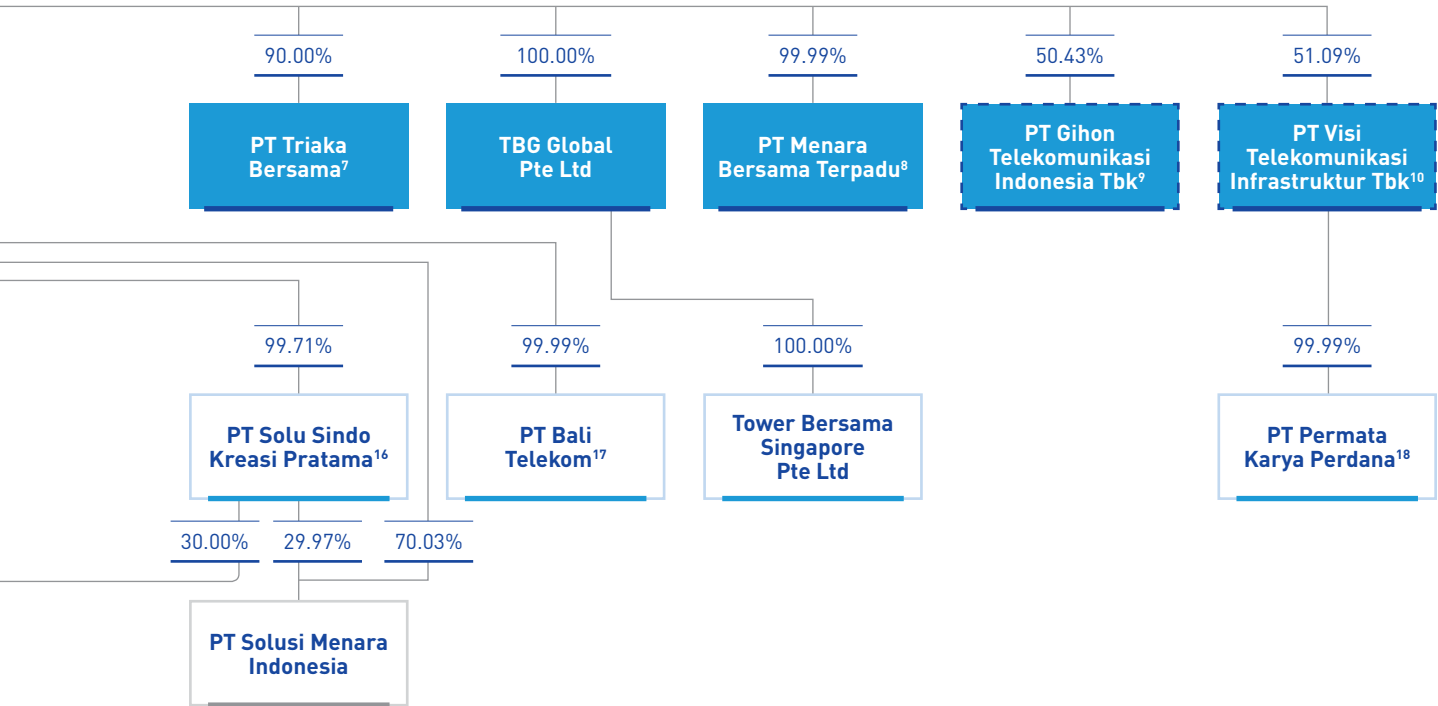 90.00%
100.00%
99.99%
50.43%
51.09%
PT Triaka
Bersama⁷
TBG Global
Pte Ltd
PT Menara
Bersama Terpadu⁸
PT Gihon
Telekomunikasi
Indonesia Tbk⁹
PT Visi
Telekomunikasi
Infrastruktur Tbk¹⁰
99.71%
99.99%
100.00%
99.99%
PT Solu Sindo
Kreasi Pratama¹⁶
PT Bali
Telekom¹⁷
Tower Bersama
Singapore
Pte Ltd
PT Permata
Karya Perdana¹⁸
30.00%
29.97%
70.03%
PT Solusi Menara
Indonesia